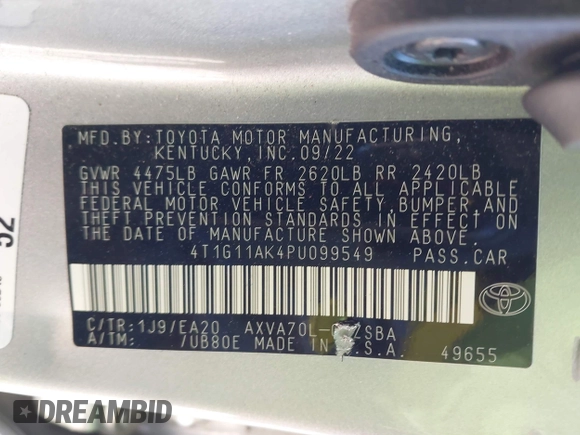 MFD.BY:TOYOTA MOTOR MANUFACTURING,
KENTUCKY,INC.09/22
GVWR 4475LB GAWR FR 2620LB RR 2420LB
THIS VEHICLE CONFORMS TO ALL APPLICABLE
FEDERAL MOTOR VEHICLE SAFETY, BUMPER, AND
THEFT PREVENTION STANDARDS IN EFFECT ON
THE DATE OF MANUFACTURE SHOWN ABOVE.
4T1G11AK4PU099549 PASS.CAR
C/TR:1J9/EA20
A/TM: 7UB80E MADE IN U.S.A. 49655
52
DREAMBID